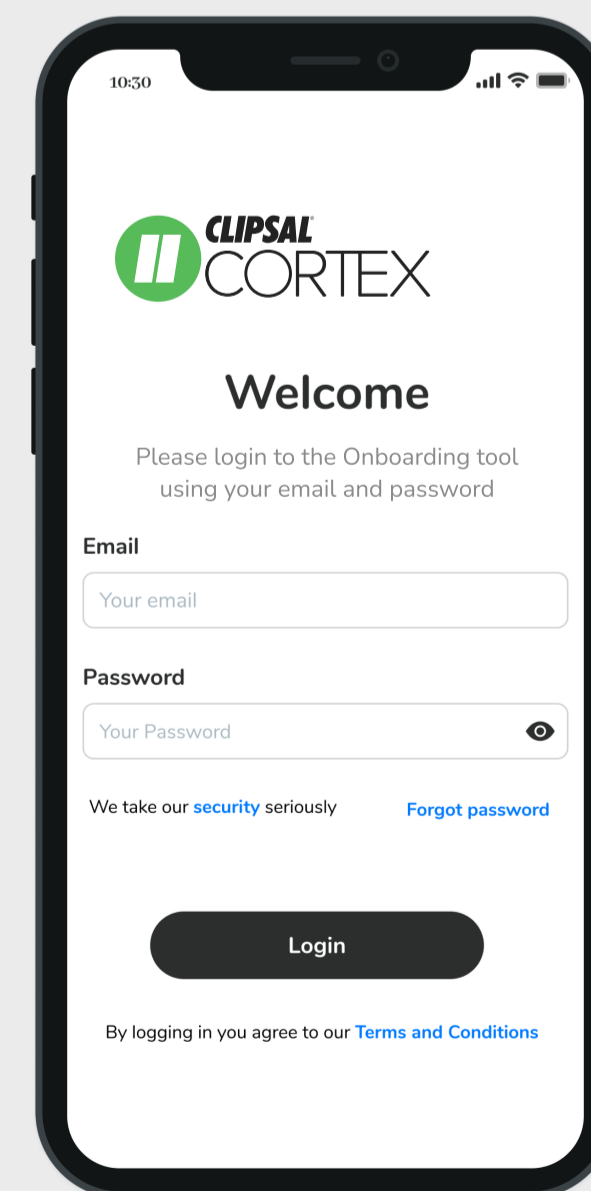 10:30
CLIPSAL
CORTEX
Welcome
Please login to the Onboarding tool
using your email and password
Email
Your email
Password
Your Password
We take our security seriously
Forgot password
Login
By logging in you agree to our Terms and Conditions